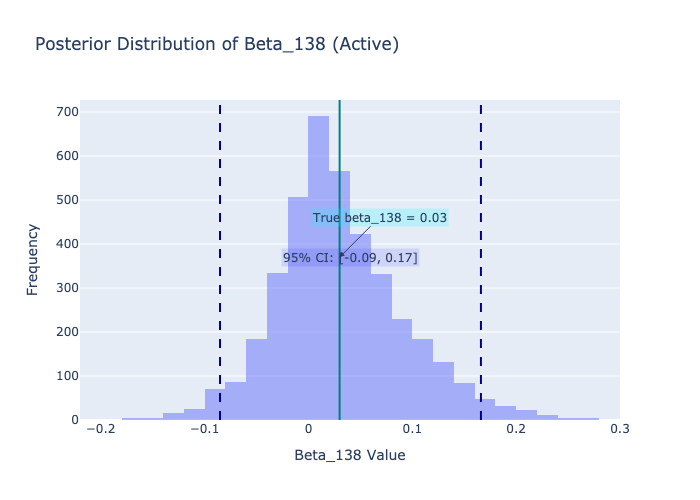 Posterior Distribution of Beta_138 (Active)
700
600
500
400
300
200
100
0
Frequency
True beta_138 = 0.03
95% CI: [-0.09, 0.17]
−0.2
−0.1
0
0.1
0.2
0.3
Beta_138 Value